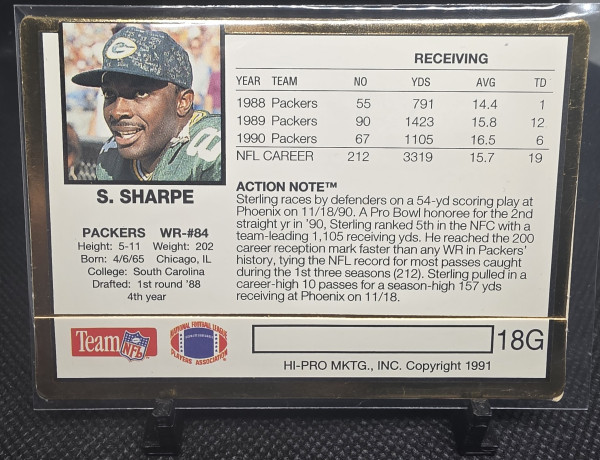 RECEIVING
YEAR TEAM NO YDS AVG TD
1988 Packers 55 791 14.4 1
1989 Packers 90 1423 15.8 12
1990 Packers 67 1105 16.5 6
NFL CAREER 212 3319 15.7 19
S. SHARPE
PACKERS WR-#84
Height: 5-11 Weight: 202
Born: 4/6/65 Chicago, IL
College: South Carolina
Drafted: 1st round '88
4th year
ACTION NOTE™
Sterling races by defenders on a 54-yd scoring play at
Phoenix on 11/18/90. A Pro Bowl honoree for the 2nd
straight yr in '90, Sterling ranked 5th in the NFC with a
team-leading 1,105 receiving yds. He reached the 200
career reception mark faster than any WR in Packers'
history, tying the NFL record for most passes caught
during the 1st three seasons (212). Sterling pulled in a
career-high 10 passes for a season-high 157 yds
receiving at Phoenix on 11/18.
Team NFL
NATIONAL FOOTBALL LEAGUE
PLAYERS ASSOCIATION
18G
HI-PRO MKTG., INC. Copyright 1991